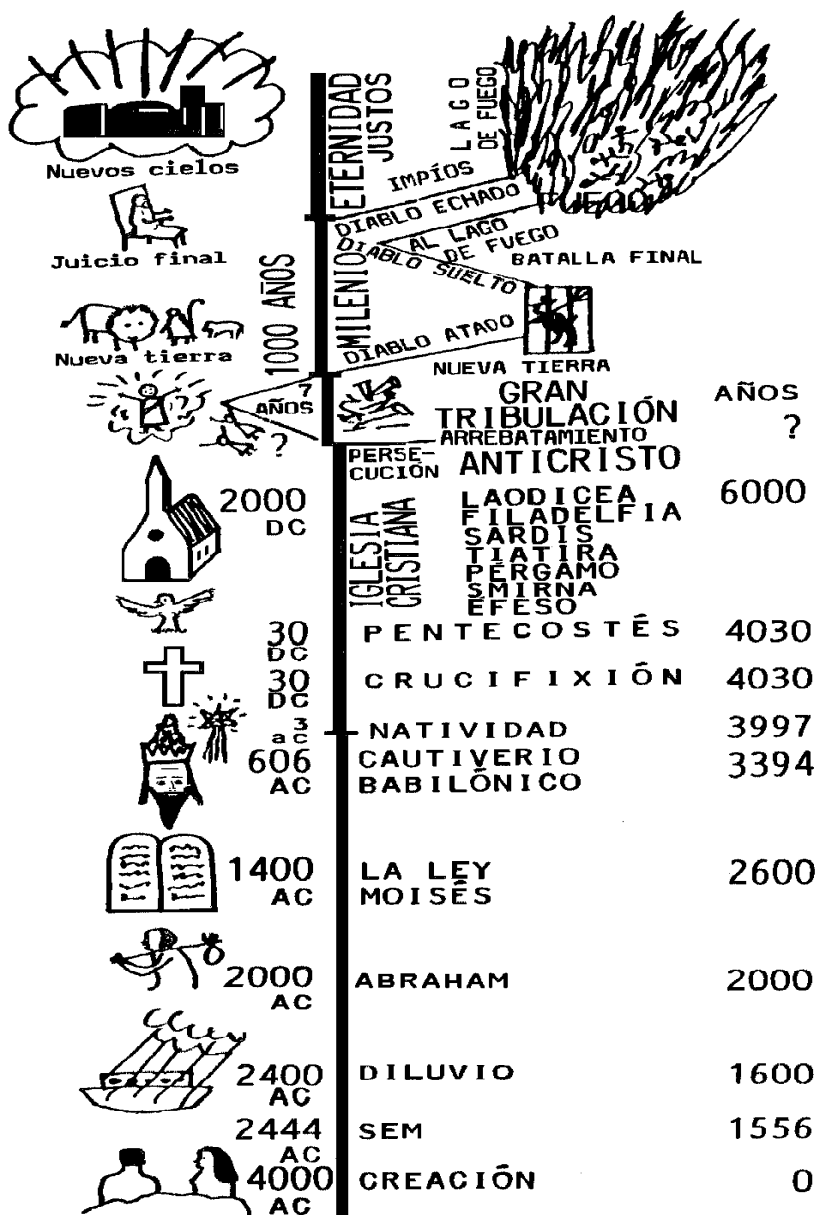 ETERNIDAD
JUSTOS
LAGO
DE FUEGO
Nuevos cielos
IMPÍOS
FUEGO
DIABLO ECHADO
AL LAGO
DE FUEGO
Juicio final
1000 AÑOS
MILENIO
DIABLO SUELTO
BATALLA FINAL
DIABLO ATADO
Nueva tierra
NUEVA TIERRA
7
AÑOS
?
GRAN
TRIBULACIÓN
AÑOS
?
ARREBATAMIENTO
PERSE-
CUCIÓN
ANTICRISTO
2000
DC
IGLESIA
CRISTIANA
LAODICEA
FILADELFIA
SARDIS
TIATIRA
PÉRGAMO
SMIRNA
ÉFESO
6000
30 PENTECOSTÉS 4030
DC
30 CRUCIFIXIÓN 4030
DC
3 NATIVIDAD 3997
ac
606 CAUTIVERIO 3394
AC BABILÓNICO
1400 LA LEY 2600
AC MOISÉS
2000 ABRAHAM 2000
AC
2400 DILUVIO 1600
AC
2444 SEM 1556
AC
4000 CREACIÓN 0
AC